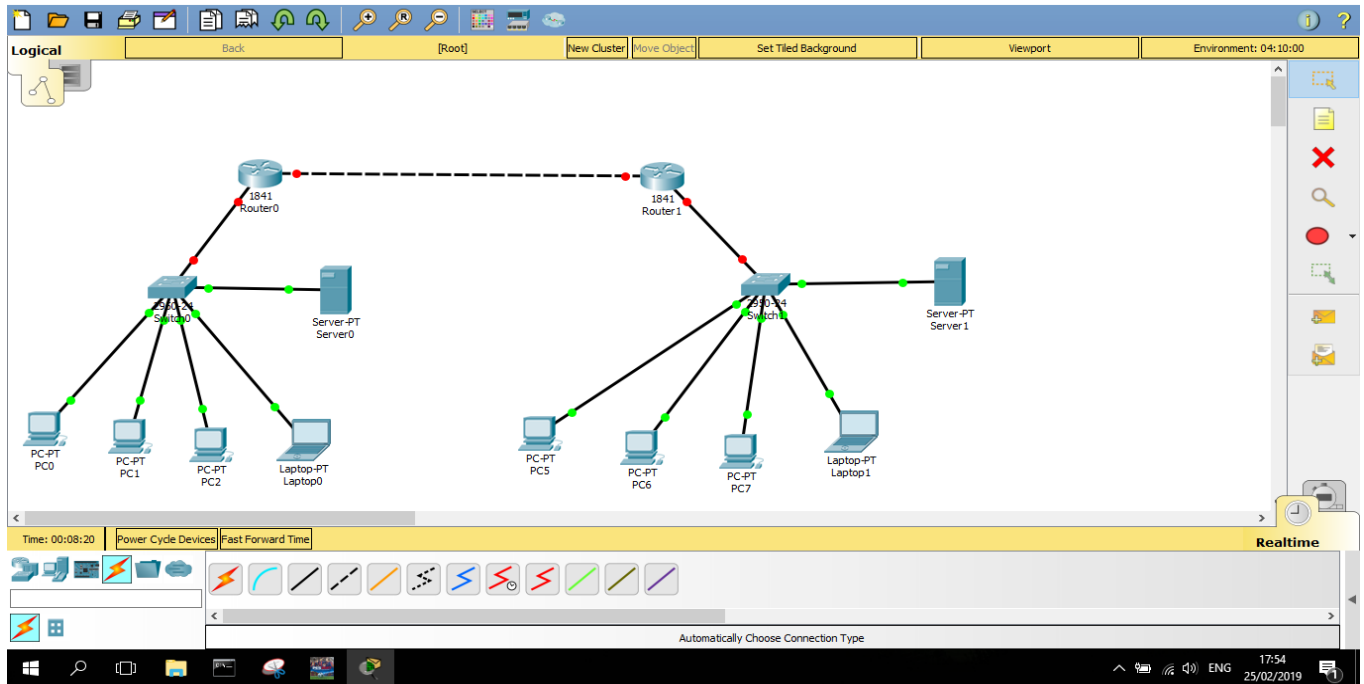 i) ?
Logical Back [Root] New Cluster Move Object Set Tiled Background Viewport Environment: 04:10:00
1841
Router0
1841
Router1
2950-24
Switch0
Server-PT
Server0
2950-24
Switch1
Server-PT
Server1
PC-PT
PC0
PC-PT
PC1
PC-PT
PC2
Laptop-PT
Laptop0
PC-PT
PC5
PC-PT
PC6
PC-PT
PC7
Laptop-PT
Laptop1
Time: 00:08:20 Power Cycle Devices Fast Forward Time Realtime
Automatically Choose Connection Type
ENG 17:54
25/02/2019